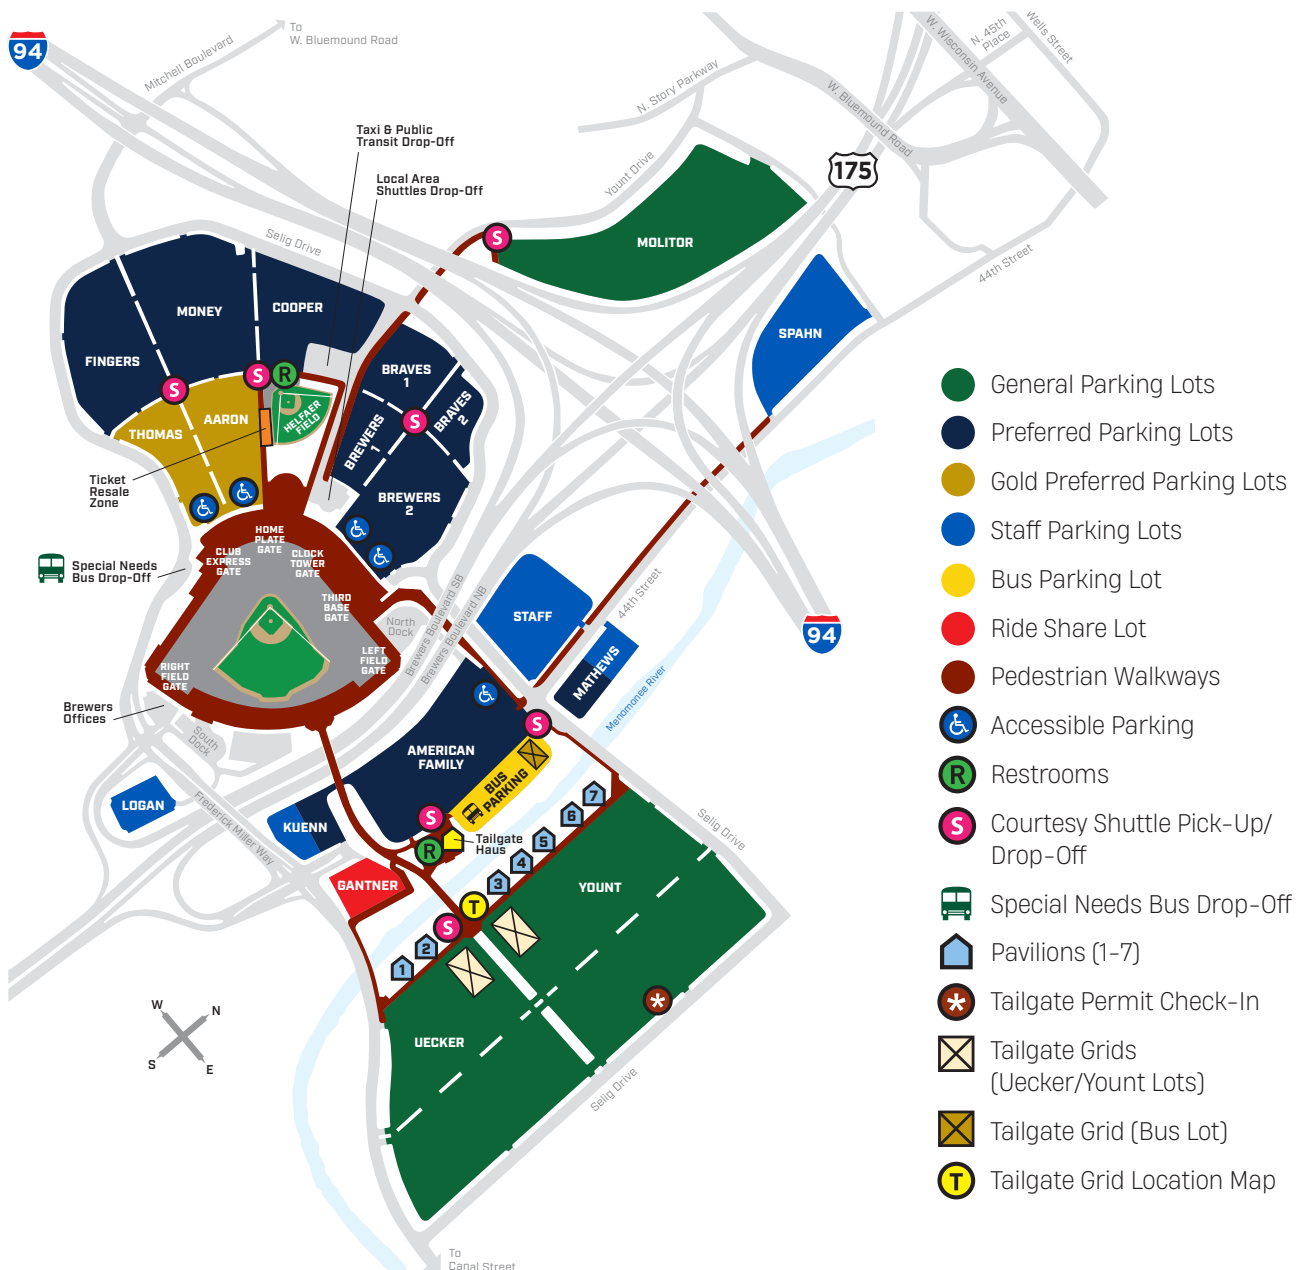 94
To
W. Bluemound Road
Mitchell Boulevard
Taxi & Public
Transit Drop-Off
Local Area
Shuttles Drop-Off
Selig Drive
N. Story Parkway
Yount Drive
W. Bluemound Road
W. Wisconsin Avenue
N. 45th
Place
Wells Street
175
44th Street
S
MOLITOR
SPAHN
FINGERS
MONEY
COOPER
S
S
R
THOMAS
AARON
HELFAER
FIELD
BRAVES
1
BRAVES
2
S
BREWERS
1
BREWERS
2
Ticket
Resale
Zone
Special Needs
Bus Drop-Off
HOME
PLATE
GATE
CLUB
EXPRESS
GATE
CLOCK
TOWER
GATE
THIRD
BASE
GATE
LEFT
FIELD
GATE
RIGHT
FIELD
GATE
North
Dock
Brewers Boulevard SB
Brewers Boulevard NB
STAFF
44th Street
MATHEWS
Menomonee River
94
Brewers
Offices
South
Dock
LOGAN
Frederick Miller Way
KUENN
AMERICAN
FAMILY
S
BUS
PARKING
S
R
Tailgate
Haus
GANTNER
7
6
5
4
3
2
1
T
S
Selig Drive
YOUNT
UECKER
*
Selig Drive
W
N
S
E
To
Canal Street
General Parking Lots
Preferred Parking Lots
Gold Preferred Parking Lots
Staff Parking Lots
Bus Parking Lot
Ride Share Lot
Pedestrian Walkways
Accessible Parking
R Restrooms
S Courtesy Shuttle Pick-Up/
Drop-Off
Special Needs Bus Drop-Off
Pavilions (1-7)
* Tailgate Permit Check-In
Tailgate Grids
(Uecker/Yount Lots)
Tailgate Grid (Bus Lot)
T Tailgate Grid Location Map